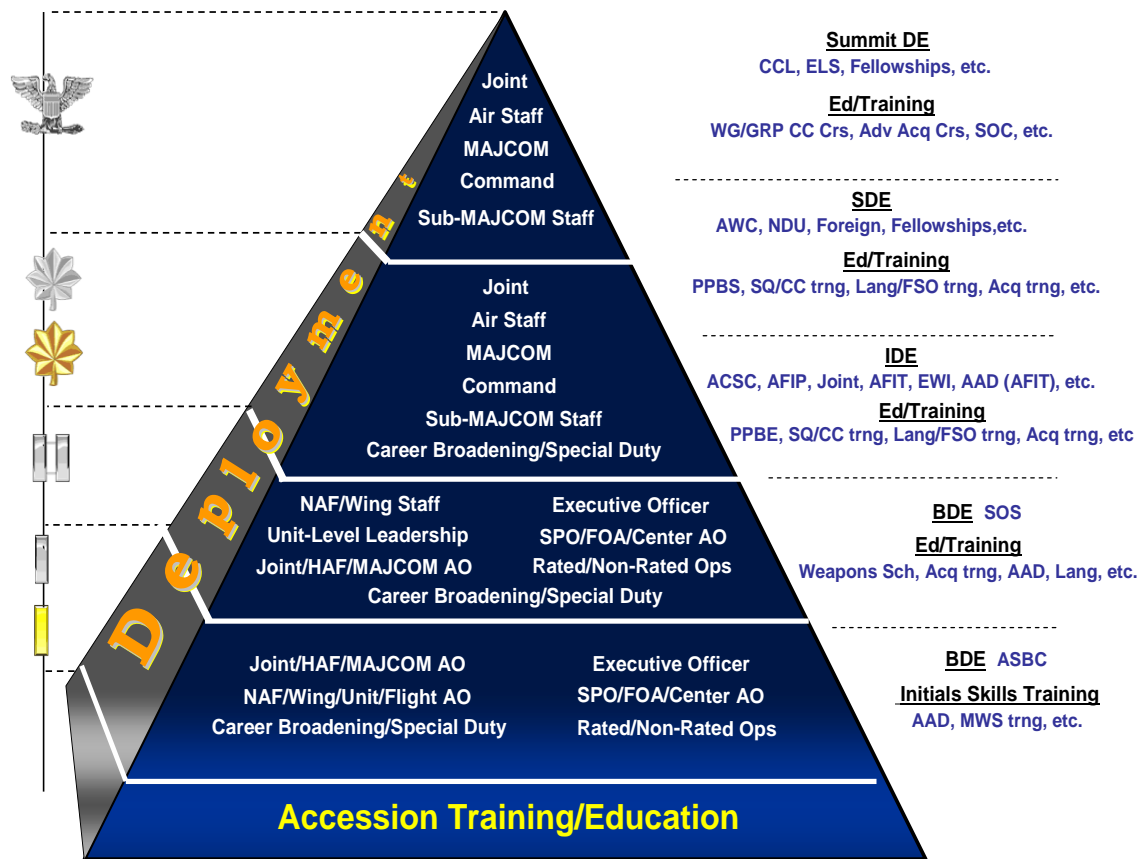 Summit DE
CCL, ELS, Fellowships, etc.
Ed/Training
WG/GRP CC Crs, Adv Acq Crs, SOC, etc.
SDE
AWC, NDU, Foreign, Fellowships,etc.
Ed/Training
PPBS, SQ/CC trng, Lang/FSO trng, Acq trng, etc.
IDE
ACSC, AFIP, Joint, AFIT, EWI, AAD (AFIT), etc.
Ed/Training
PPBE, SQ/CC trng, Lang/FSO trng, Acq trng, etc
BDE SOS
Ed/Training
Weapons Sch, Acq trng, AAD, Lang, etc.
BDE ASBC
Initials Skills Training
AAD, MWS trng, etc.
Deployment
Joint
Air Staff
MAJCOM
Command
Sub-MAJCOM Staff
Joint
Air Staff
MAJCOM
Command
Sub-MAJCOM Staff
Career Broadening/Special Duty
NAF/Wing Staff
Executive Officer
Unit-Level Leadership
SPO/FOA/Center AO
Joint/HAF/MAJCOM AO
Rated/Non-Rated Ops
Career Broadening/Special Duty
Joint/HAF/MAJCOM AO
Executive Officer
NAF/Wing/Unit/Flight AO
SPO/FOA/Center AO
Career Broadening/Special Duty
Rated/Non-Rated Ops
Accession Training/Education